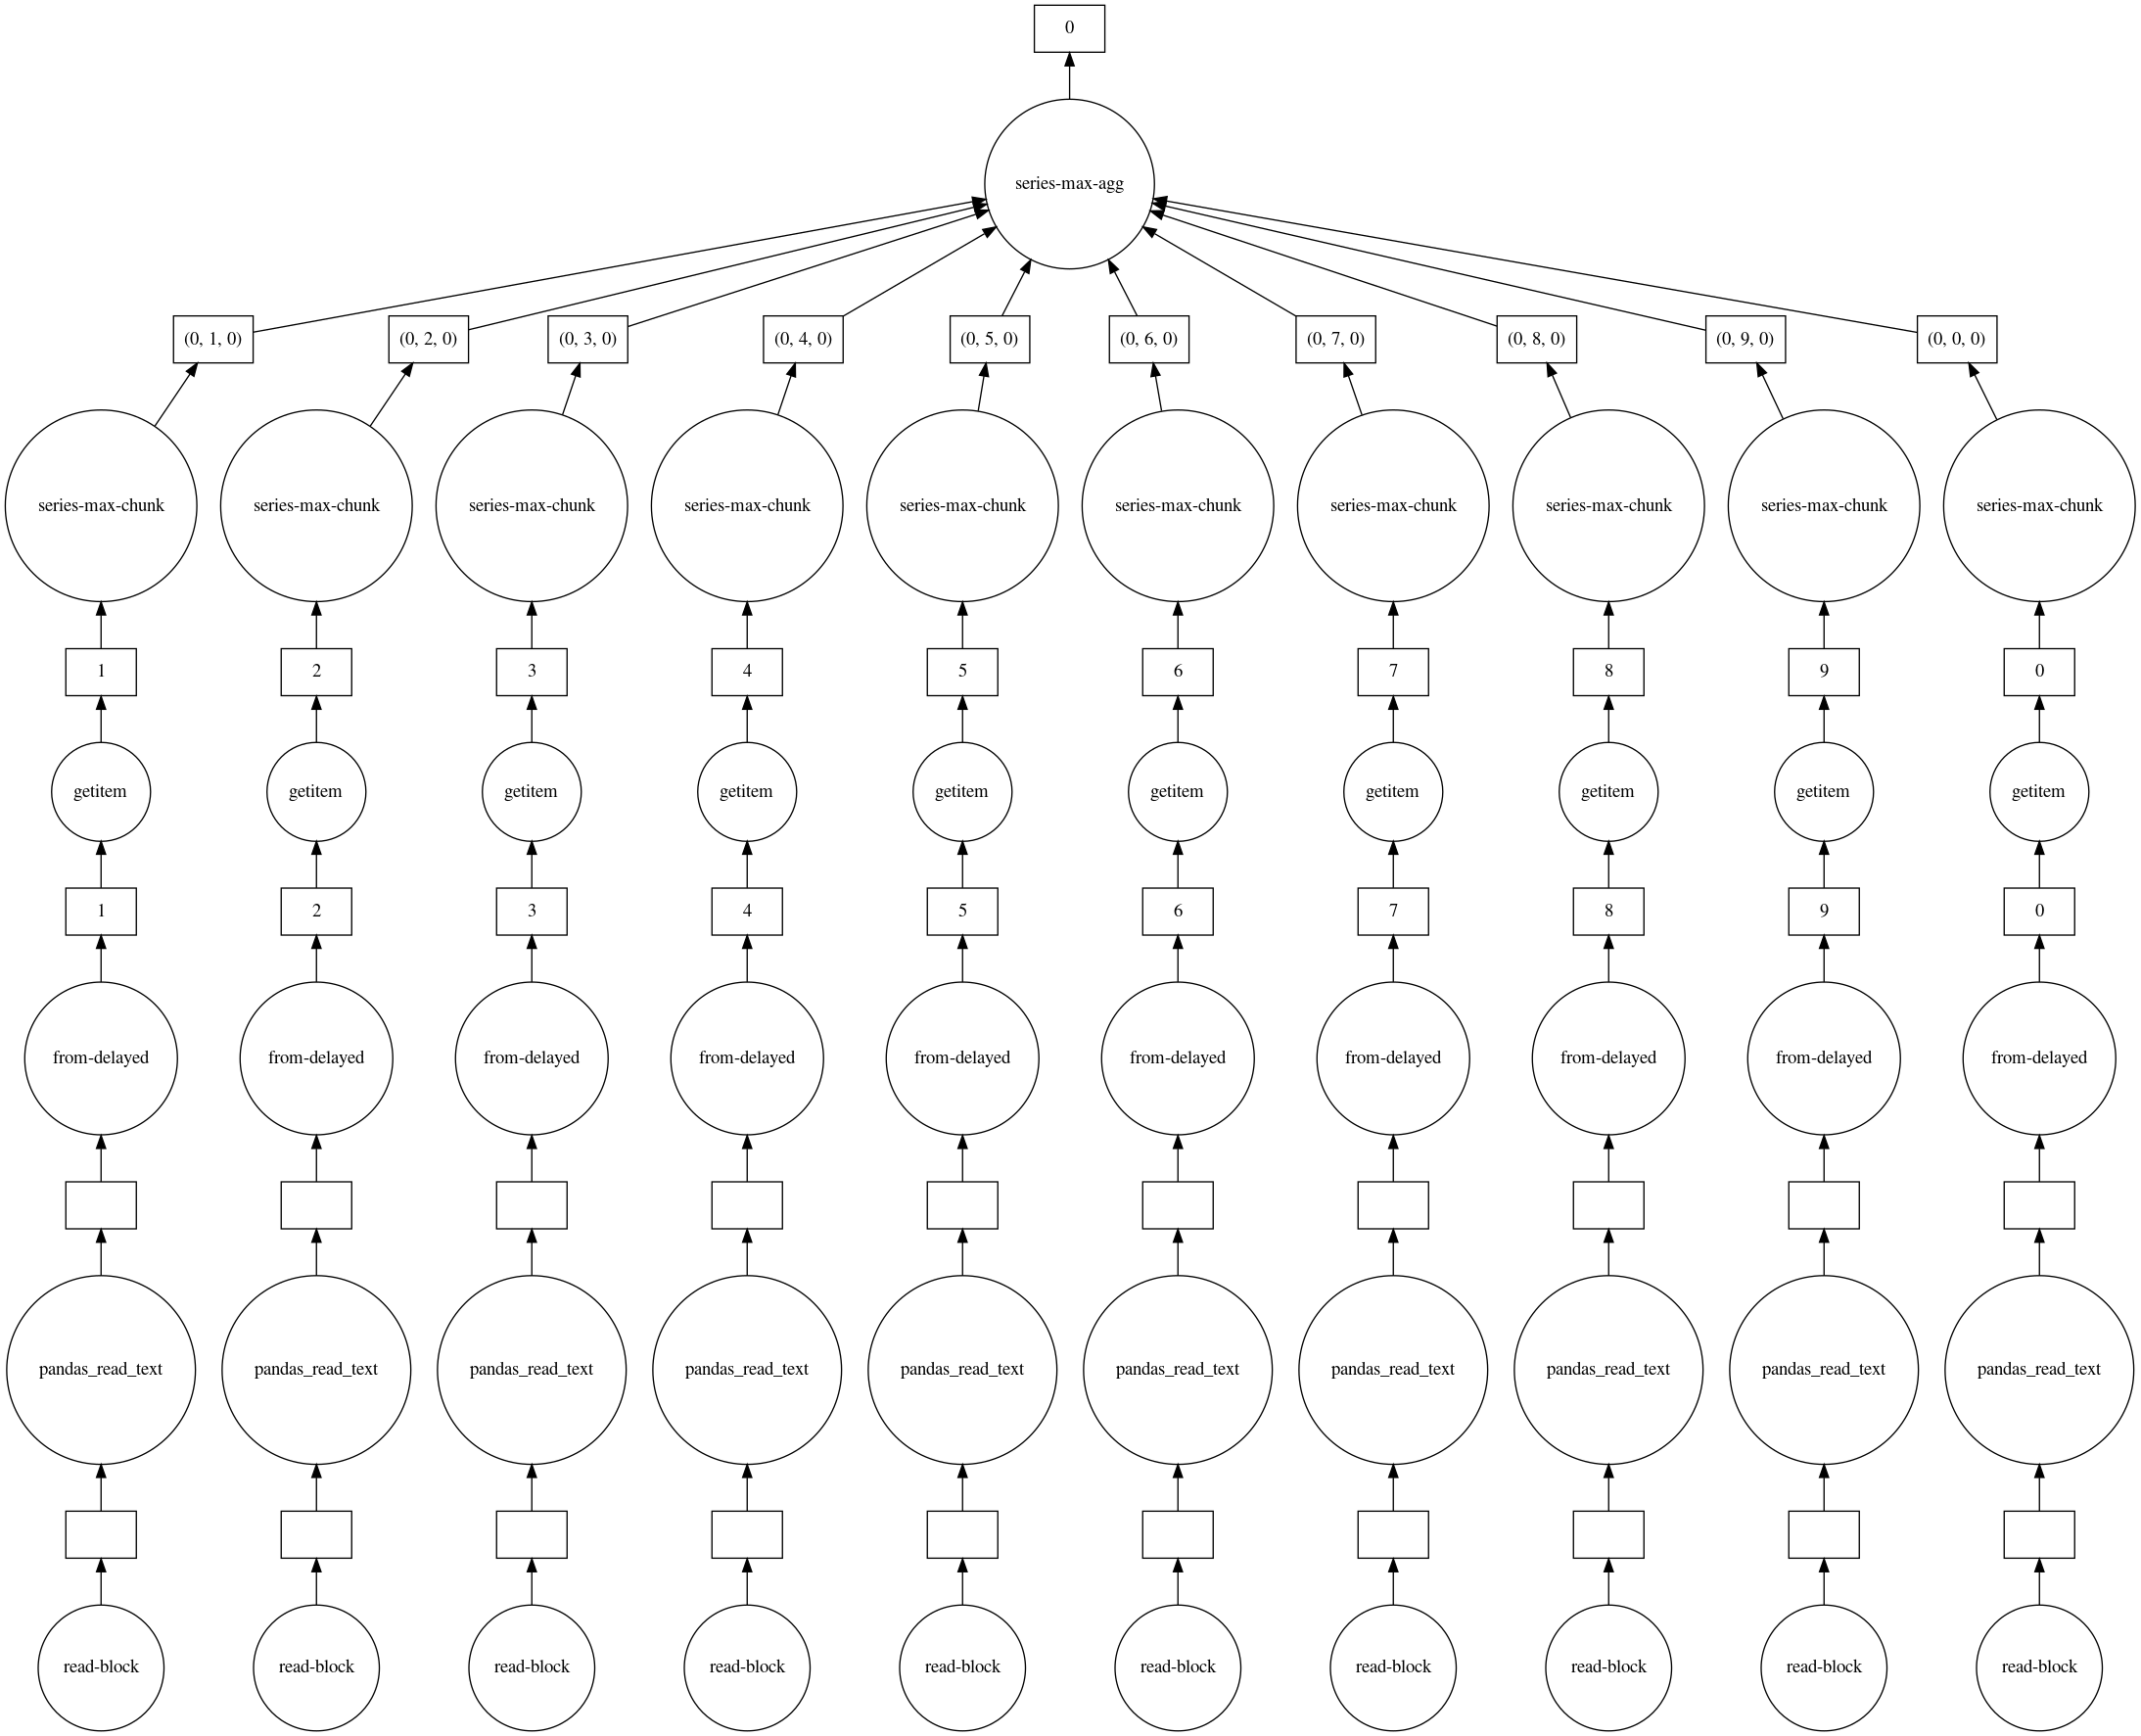 0
series-max-agg
(0, 1, 0) (0, 2, 0) (0, 3, 0) (0, 4, 0) (0, 5, 0) (0, 6, 0) (0, 7, 0) (0, 8, 0) (0, 9, 0) (0, 0, 0)
series-max-chunk series-max-chunk series-max-chunk series-max-chunk series-max-chunk series-max-chunk series-max-chunk series-max-chunk series-max-chunk series-max-chunk
1 2 3 4 5 6 7 8 9 0
getitem getitem getitem getitem getitem getitem getitem getitem getitem getitem
1 2 3 4 5 6 7 8 9 0
from-delayed from-delayed from-delayed from-delayed from-delayed from-delayed from-delayed from-delayed from-delayed from-delayed
pandas_read_text pandas_read_text pandas_read_text pandas_read_text pandas_read_text pandas_read_text pandas_read_text pandas_read_text pandas_read_text pandas_read_text
read-block read-block read-block read-block read-block read-block read-block read-block read-block read-block